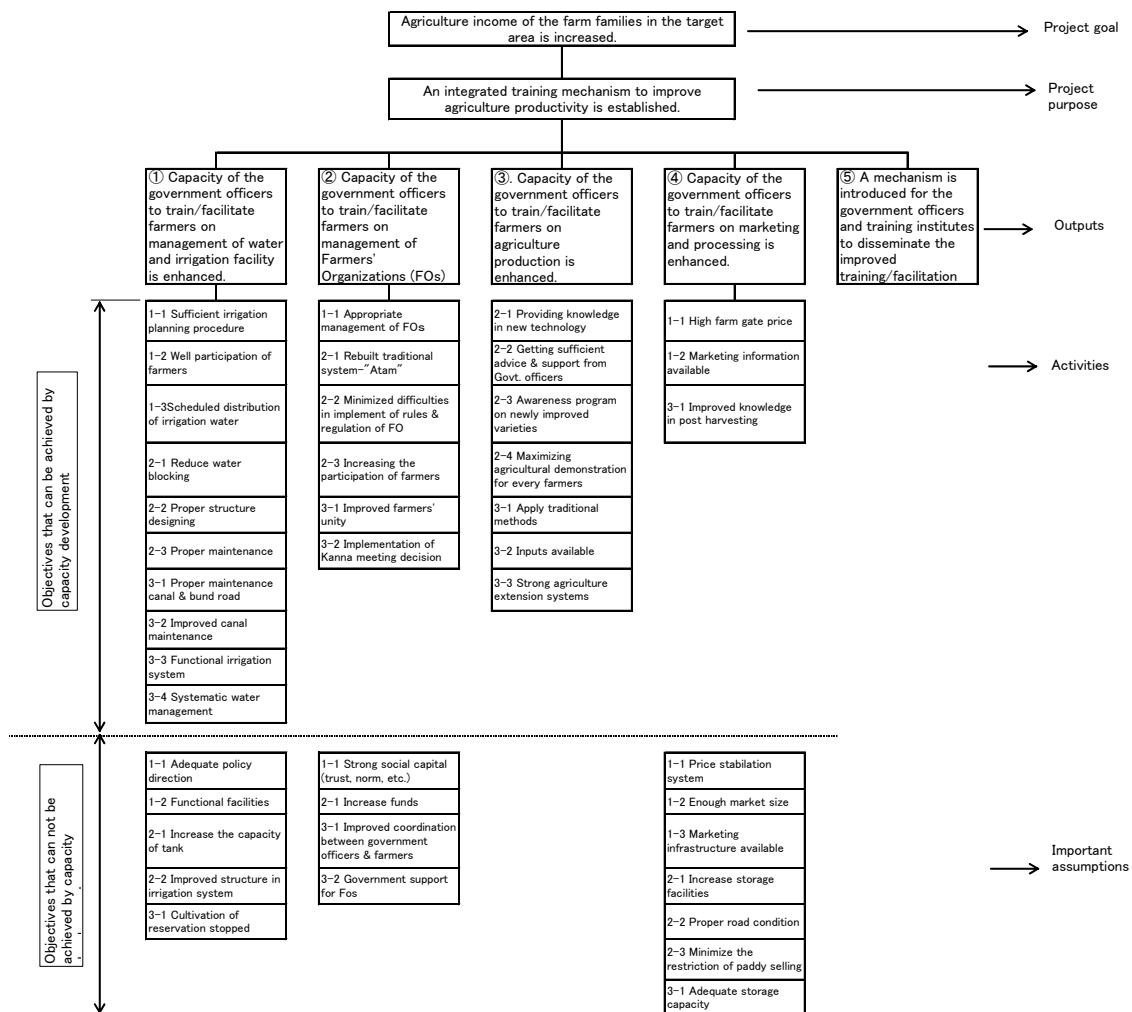 Agriculture income of the farm families in the target
area is increased.
Project goal
An integrated training mechanism to improve
agriculture productivity is established.
Project
purpose
① Capacity of the
government officers
to train/facilitate
farmers on
management of water
and irrigation facility
is enhanced.
② Capacity of the
government officers
to train/facilitate
farmers on
management of
Farmers'
Organizations (FOs)
③. Capacity of the
government officers
to train/facilitate
farmers on
agriculture
production is
enhanced.
④ Capacity of the
government officers
to train/facilitate
farmers on marketing
and processing is
enhanced.
⑤ A mechanism is
introduced for the
government officers
and training institutes
to disseminate the
improved
training/facilitation
Outputs
Objectives that can be achieved by
capacity development
1-1 Sufficient irrigation
planning procedure
1-2 Well participation of
farmers
1-3Scheduled distribution
of irrigation water
2-1 Reduce water
blocking
2-2 Proper structure
designing
2-3 Proper maintenance
3-1 Proper maintenance
canal & bund road
3-2 Improved canal
maintenance
3-3 Functional irrigation
system
3-4 Systematic water
management
1-1 Appropriate
management of FOs
2-1 Rebuilt traditional
system-"Atam"
2-2 Minimized difficulties
in implement of rules &
regulation of FO
2-3 Increasing the
participation of farmers
3-1 Improved farmers'
unity
3-2 Implementation of
Kanna meeting decision
2-1 Providing knowledge
in new technology
2-2 Getting sufficient
advice & support from
Govt. officers
2-3 Awareness program
on newly improved
varieties
2-4 Maximizing
agricultural demonstration
for every farmers
3-1 Apply traditional
methods
3-2 Inputs available
3-3 Strong agriculture
extension systems
1-1 High farm gate price
1-2 Marketing information
available
3-1 Improved knowledge
in post harvesting
Activities
Objectives that can not be
achieved by capacity
1-1 Adequate policy
direction
1-2 Functional facilities
2-1 Increase the capacity
of tank
2-2 Improved structure in
irrigation system
3-1 Cultivation of
reservation stopped
1-1 Strong social capital
(trust, norm, etc.)
2-1 Increase funds
3-1 Improved coordination
between government
officers & farmers
3-2 Government support
for Fos
1-1 Price stabilation
system
1-2 Enough market size
1-3 Marketing
infrastructure available
2-1 Increase storage
facilities
2-2 Proper road condition
2-3 Minimize the
restriction of paddy selling
3-1 Adequate storage
capacity
Important
assumptions